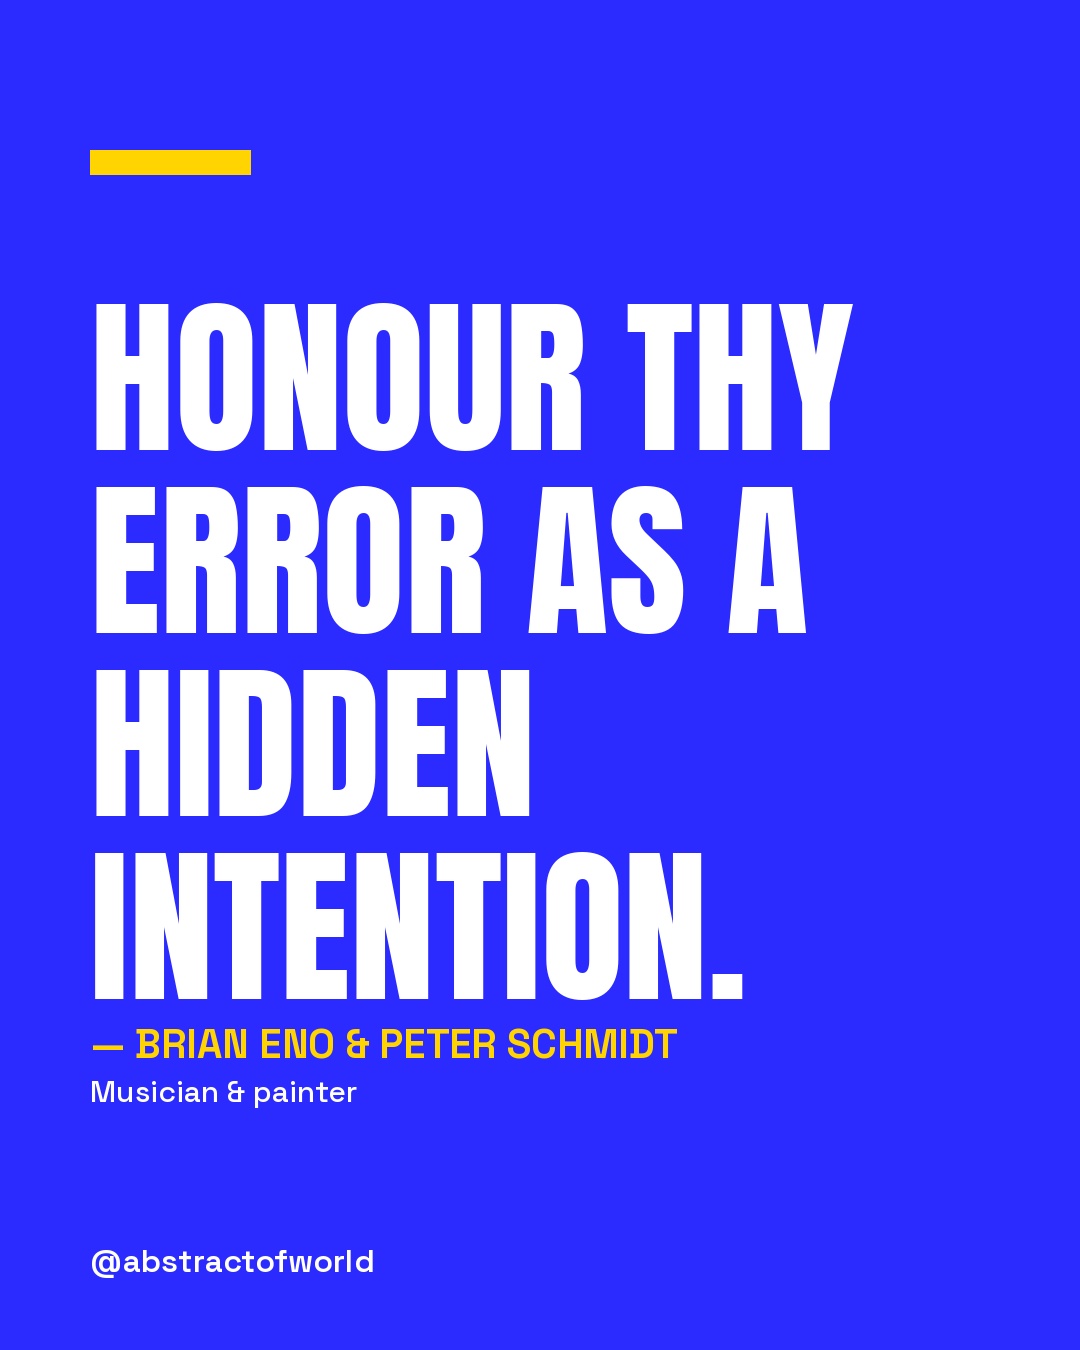 HONOUR THY
ERROR AS A
HIDDEN
INTENTION.
— BRIAN ENO & PETER SCHMIDT
Musician & painter
@abstractofworld